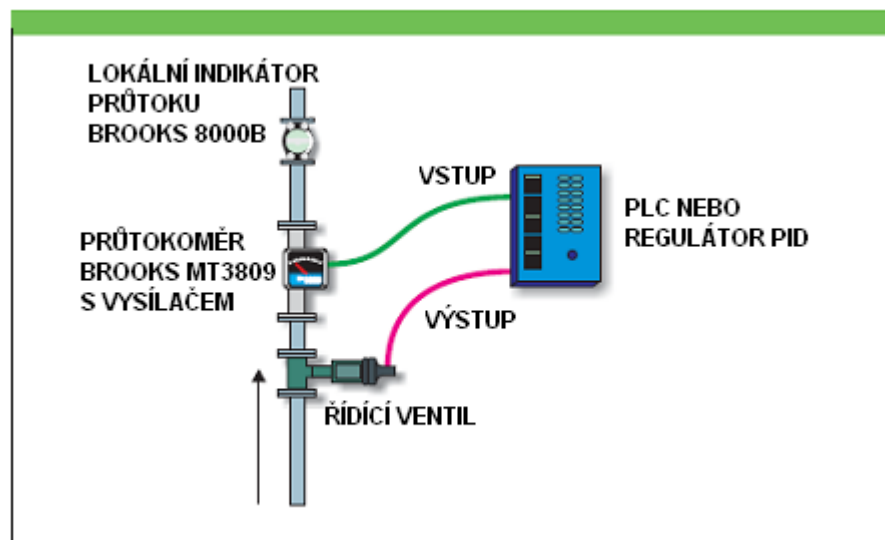 LOKÁLNÍ INDIKÁTOR
PRŮTOKU
BROOKS 8000B
VSTUP
PLC NEBO
REGULÁTOR PID
PRŮTOKOMĚR
BROOKS MT3809
S VYSÍLAČEM
VÝSTUP
ŘÍDÍCÍ VENTIL